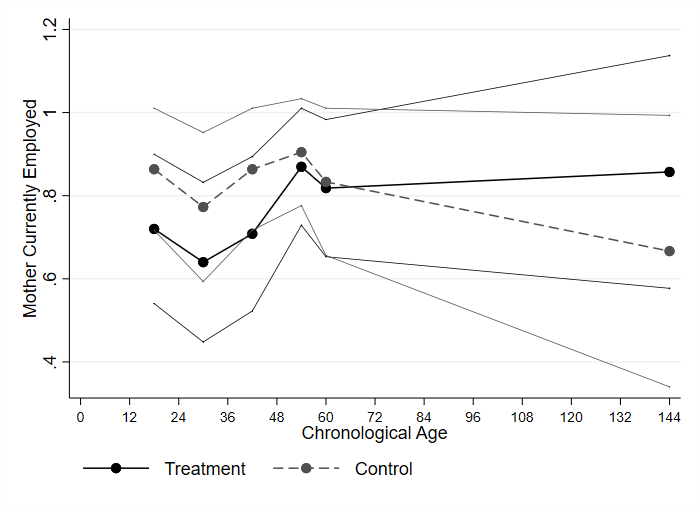 Mother Currently Employed
1.2
1
.8
.6
.4
0 12 24 36 48 60 72 84 96 108 120 132 144
Chronological Age
Treatment Control